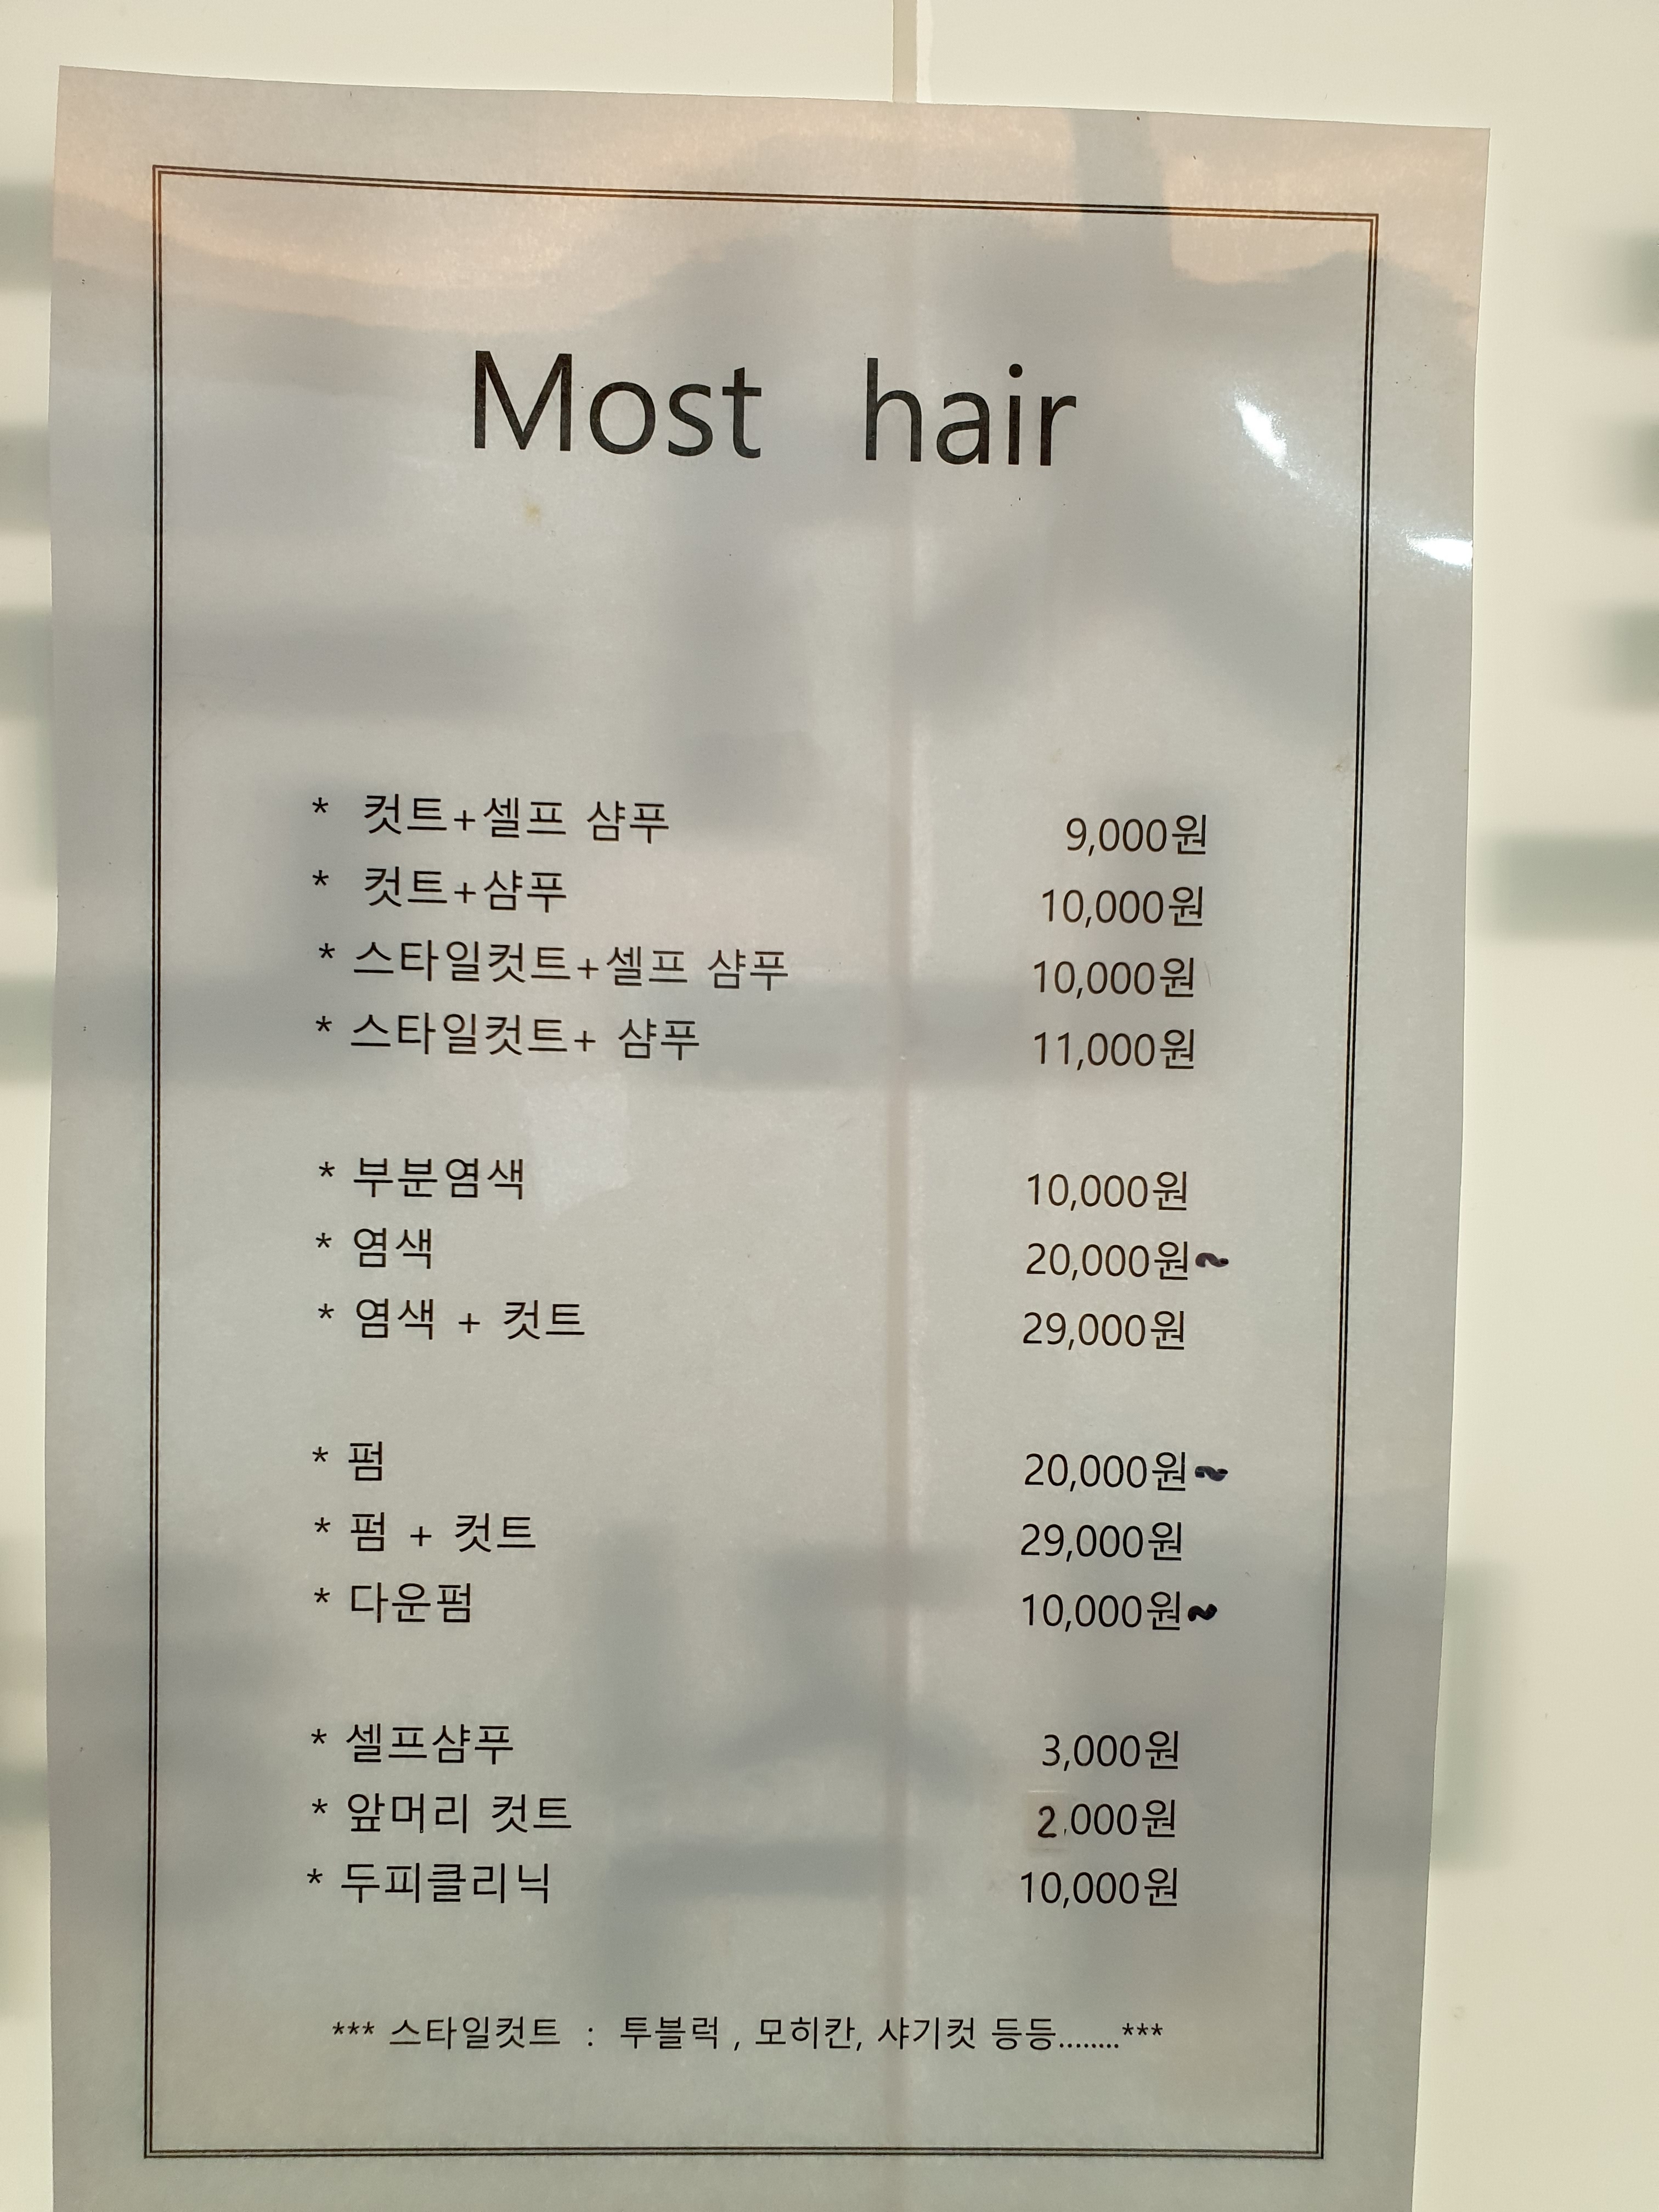 Most hair
* 컷트+셀프 샴푸 9,000원
* 컷트+샴푸 10,000원
* 스타일컷트+셀프 샴푸 10,000원
* 스타일컷트+ 샴푸 11,000원
* 부분염색 10,000원
* 염색 20,000원~
* 염색 + 컷트 29,000원
* 펌 20,000원~
* 펌 + 컷트 29,000원
* 다운펌 10,000원~
* 셀프샴푸 3,000원
* 앞머리 컷트 2,000원
* 두피클리닉 10,000원
*** 스타일컷트 : 투블럭 , 모히칸, 샤기컷 등등........***